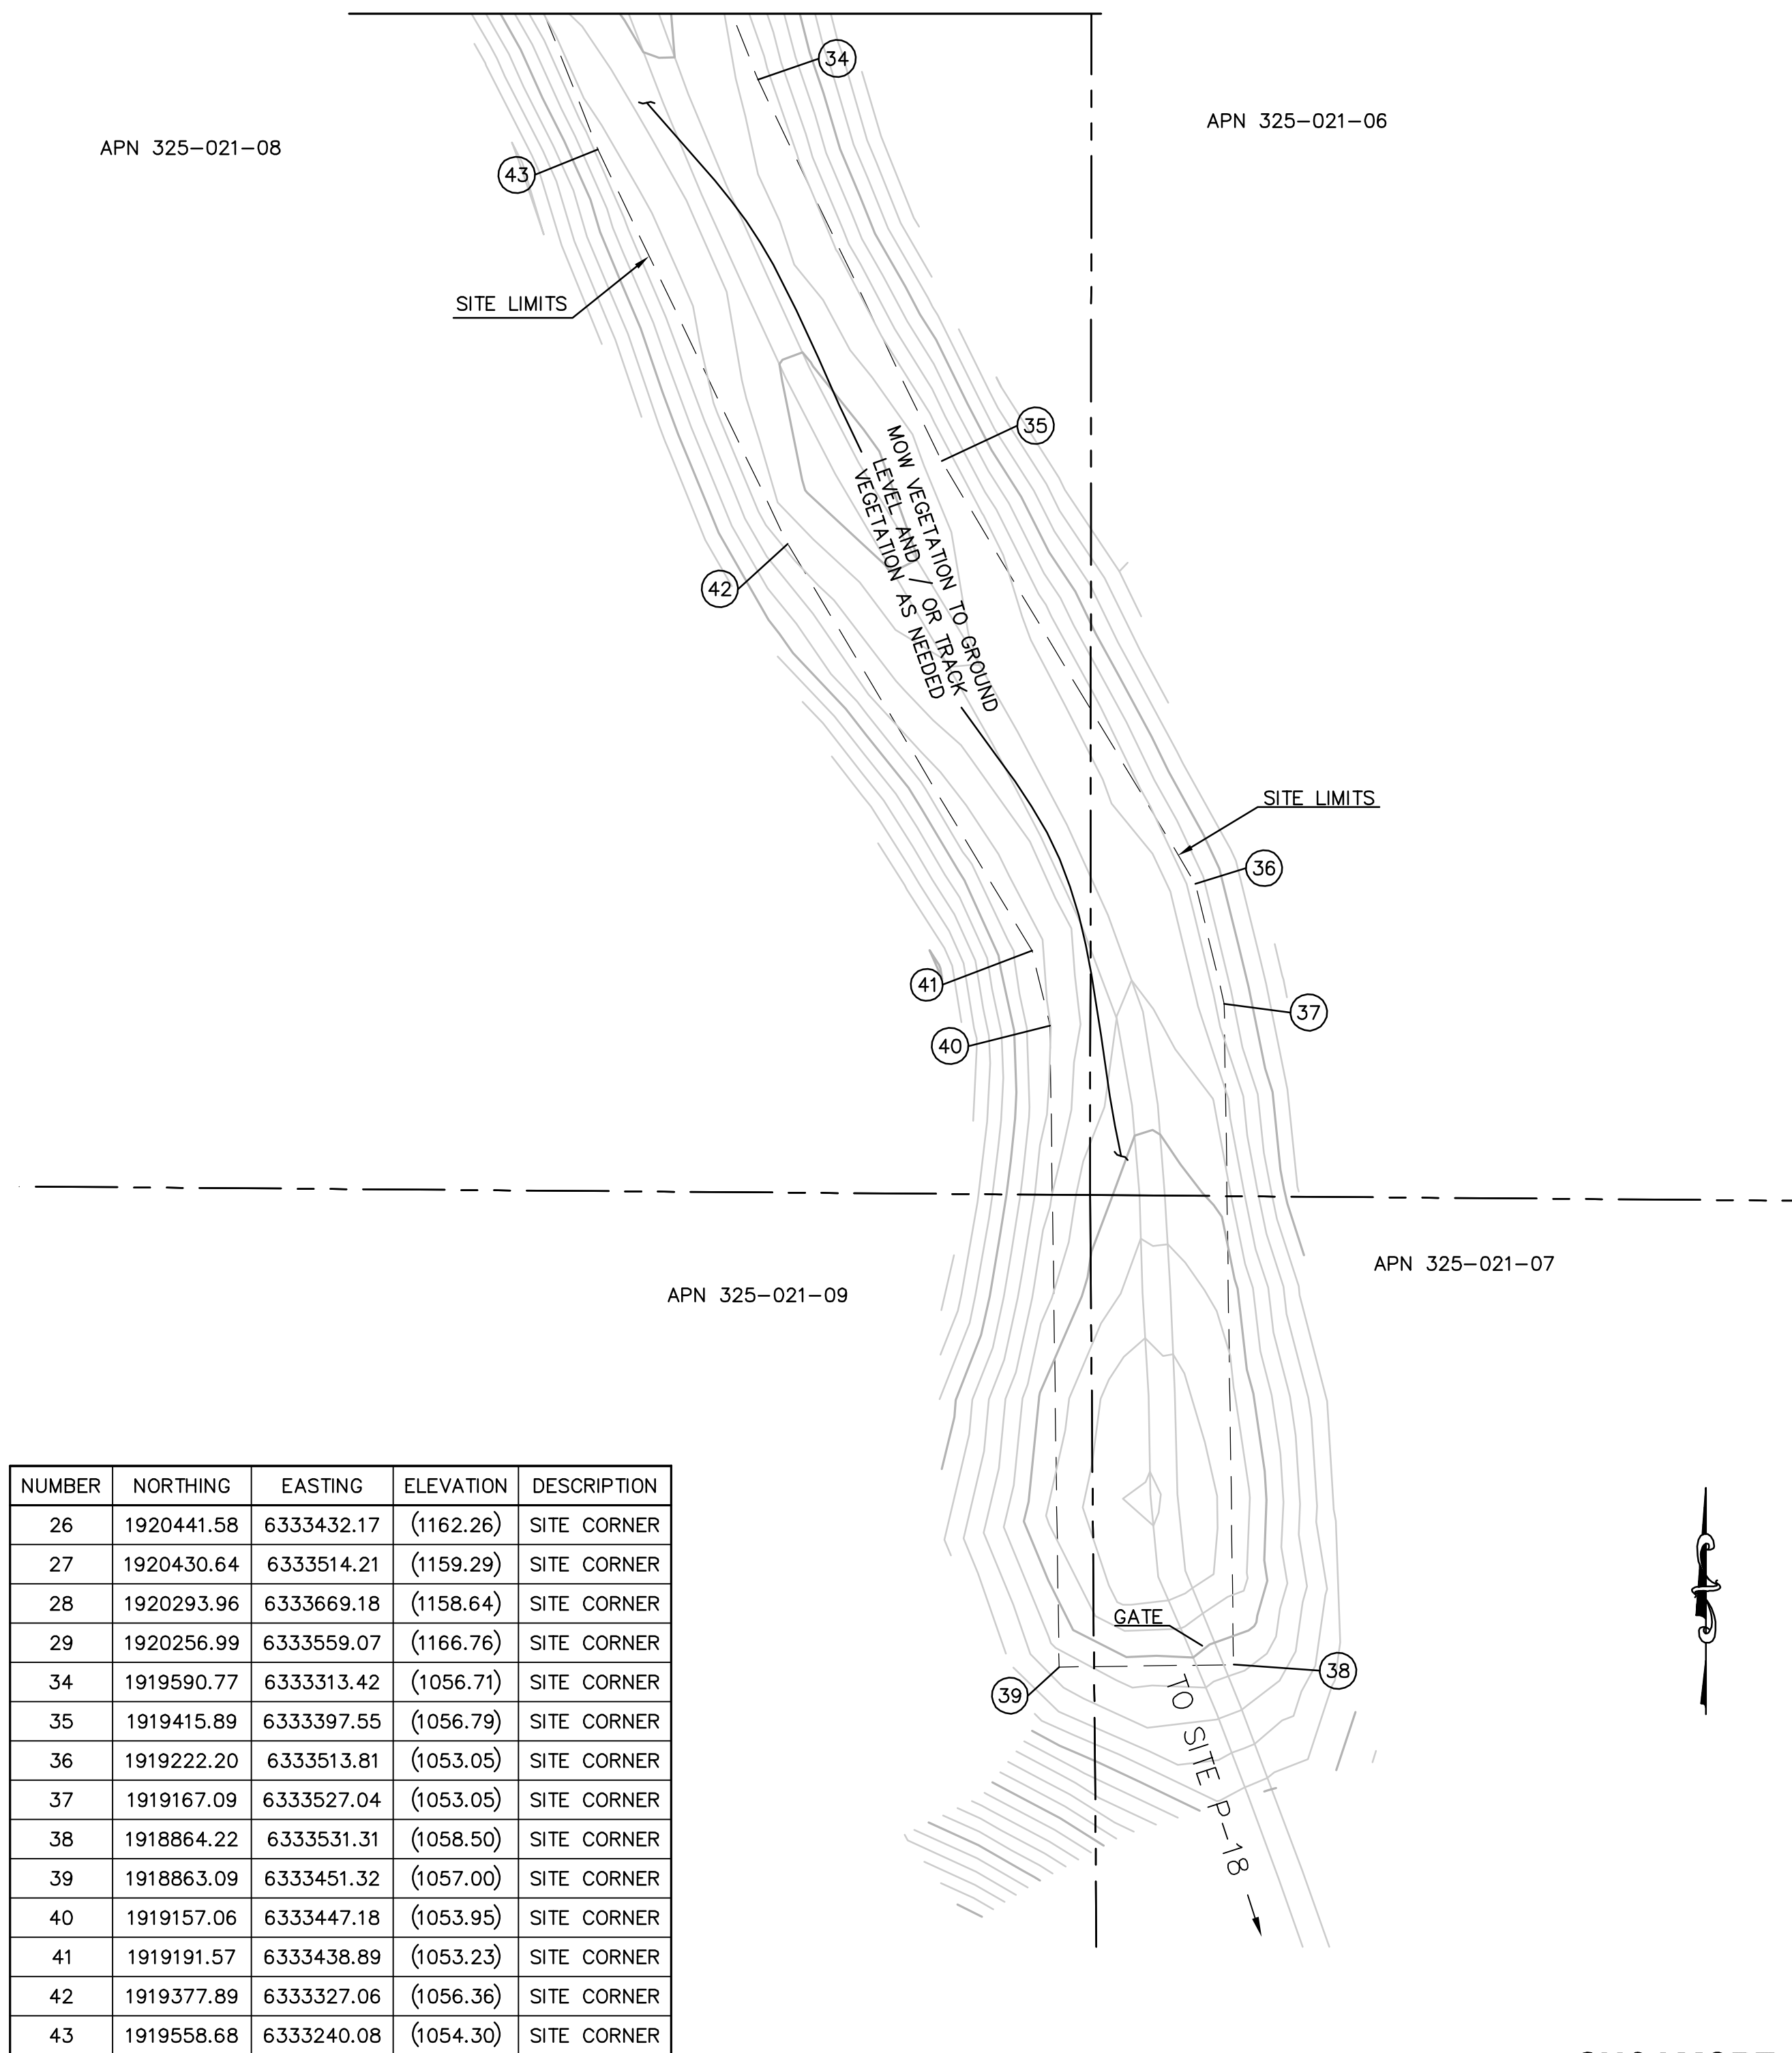 34
APN 325-021-06
APN 325-021-08
43
SITE LIMITS
35
MOW VEGETATION TO GROUND
LEVEL AND / OR TRACK
VEGETATION AS NEEDED
42
SITE LIMITS
36
41
37
40
APN 325-021-07
APN 325-021-09
GATE
38
39
TO SITE P-18
NUMBER NORTHING EASTING ELEVATION DESCRIPTION
26 1920441.58 6333432.17 (1162.26) SITE CORNER
27 1920430.64 6333514.21 (1159.29) SITE CORNER
28 1920293.96 6333669.18 (1158.64) SITE CORNER
29 1920256.99 6333559.07 (1166.76) SITE CORNER
34 1919590.77 6333313.42 (1056.71) SITE CORNER
35 1919415.89 6333397.55 (1056.79) SITE CORNER
36 1919222.20 6333513.81 (1053.05) SITE CORNER
37 1919167.09 6333527.04 (1053.05) SITE CORNER
38 1918864.22 6333531.31 (1058.50) SITE CORNER
39 1918863.09 6333451.32 (1057.00) SITE CORNER
40 1919157.06 6333447.18 (1053.95) SITE CORNER
41 1919191.57 6333438.89 (1053.23) SITE CORNER
42 1919377.89 6333327.06 (1056.36) SITE CORNER
43 1919558.68 6333240.08 (1054.30) SITE CORNER